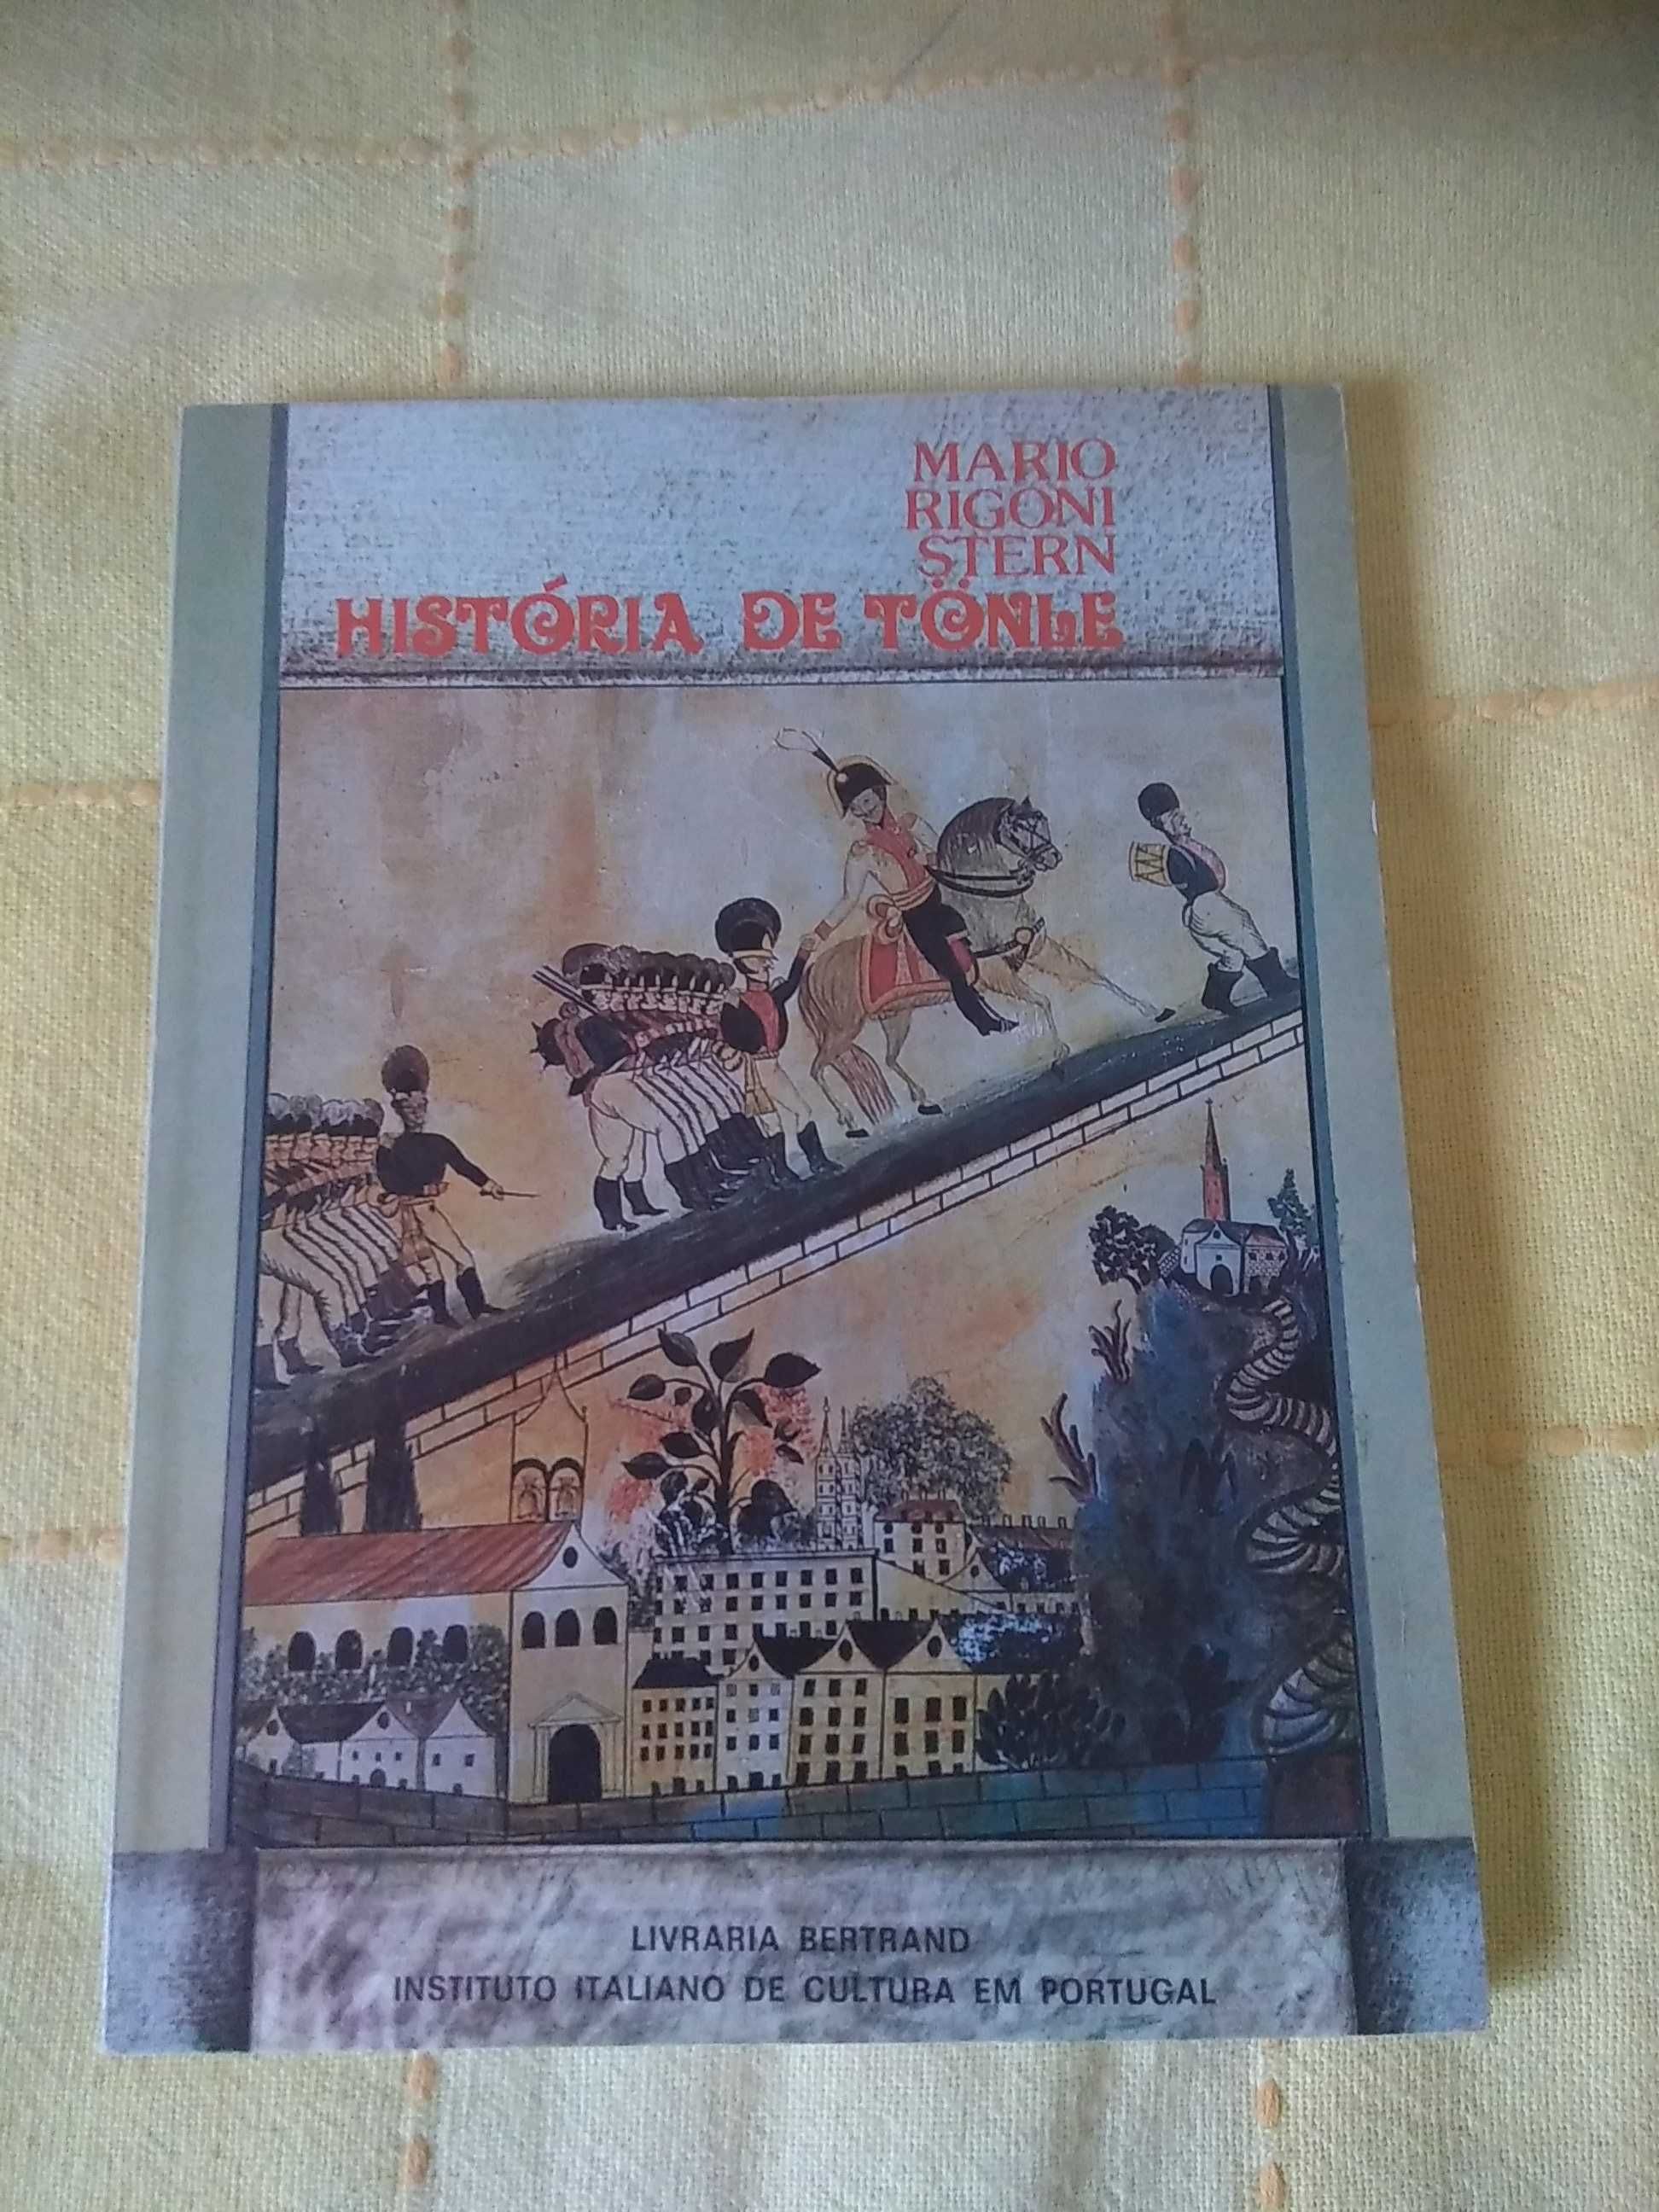 MARIO
RIGONI
STERN
HISTÓRIA DE TÖNLE
LIVRARIA BERTRAND
INSTITUTO ITALIANO DE CULTURA EM PORTUGAL